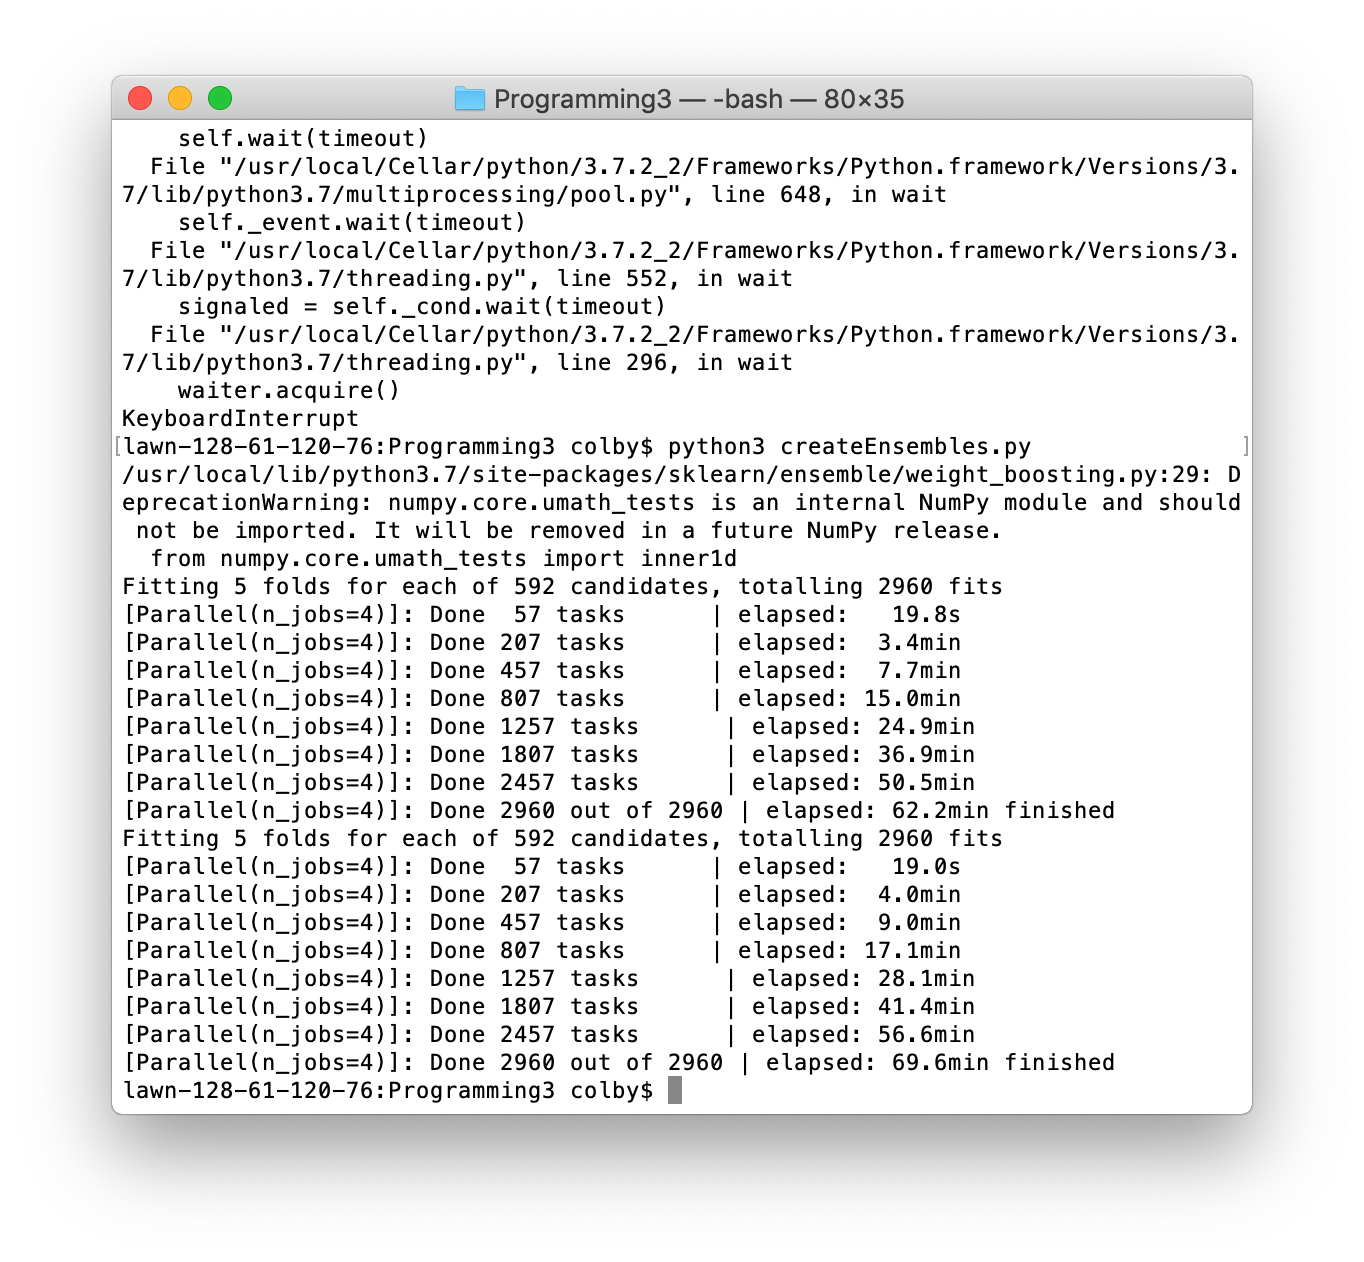 Programming3 — -bash — 80×35
    self.wait(timeout)
  File "/usr/local/Cellar/python/3.7.2_2/Frameworks/Python.framework/Versions/3.
7/lib/python3.7/multiprocessing/pool.py", line 648, in wait
    self._event.wait(timeout)
  File "/usr/local/Cellar/python/3.7.2_2/Frameworks/Python.framework/Versions/3.
7/lib/python3.7/threading.py", line 552, in wait
    signaled = self._cond.wait(timeout)
  File "/usr/local/Cellar/python/3.7.2_2/Frameworks/Python.framework/Versions/3.
7/lib/python3.7/threading.py", line 296, in wait
    waiter.acquire()
KeyboardInterrupt
[lawn-128-61-120-76:Programming3 colby$ python3 createEnsembles.py ]
/usr/local/lib/python3.7/site-packages/sklearn/ensemble/weight_boosting.py:29: D
eprecationWarning: numpy.core.umath_tests is an internal NumPy module and should
 not be imported. It will be removed in a future NumPy release.
  from numpy.core.umath_tests import inner1d
Fitting 5 folds for each of 592 candidates, totalling 2960 fits
[Parallel(n_jobs=4)]: Done  57 tasks      | elapsed:   19.8s
[Parallel(n_jobs=4)]: Done 207 tasks      | elapsed:  3.4min
[Parallel(n_jobs=4)]: Done 457 tasks      | elapsed:  7.7min
[Parallel(n_jobs=4)]: Done 807 tasks      | elapsed: 15.0min
[Parallel(n_jobs=4)]: Done 1257 tasks      | elapsed: 24.9min
[Parallel(n_jobs=4)]: Done 1807 tasks      | elapsed: 36.9min
[Parallel(n_jobs=4)]: Done 2457 tasks      | elapsed: 50.5min
[Parallel(n_jobs=4)]: Done 2960 out of 2960 | elapsed: 62.2min finished
Fitting 5 folds for each of 592 candidates, totalling 2960 fits
[Parallel(n_jobs=4)]: Done  57 tasks      | elapsed:   19.0s
[Parallel(n_jobs=4)]: Done 207 tasks      | elapsed:  4.0min
[Parallel(n_jobs=4)]: Done 457 tasks      | elapsed:  9.0min
[Parallel(n_jobs=4)]: Done 807 tasks      | elapsed: 17.1min
[Parallel(n_jobs=4)]: Done 1257 tasks      | elapsed: 28.1min
[Parallel(n_jobs=4)]: Done 1807 tasks      | elapsed: 41.4min
[Parallel(n_jobs=4)]: Done 2457 tasks      | elapsed: 56.6min
[Parallel(n_jobs=4)]: Done 2960 out of 2960 | elapsed: 69.6min finished
lawn-128-61-120-76:Programming3 colby$